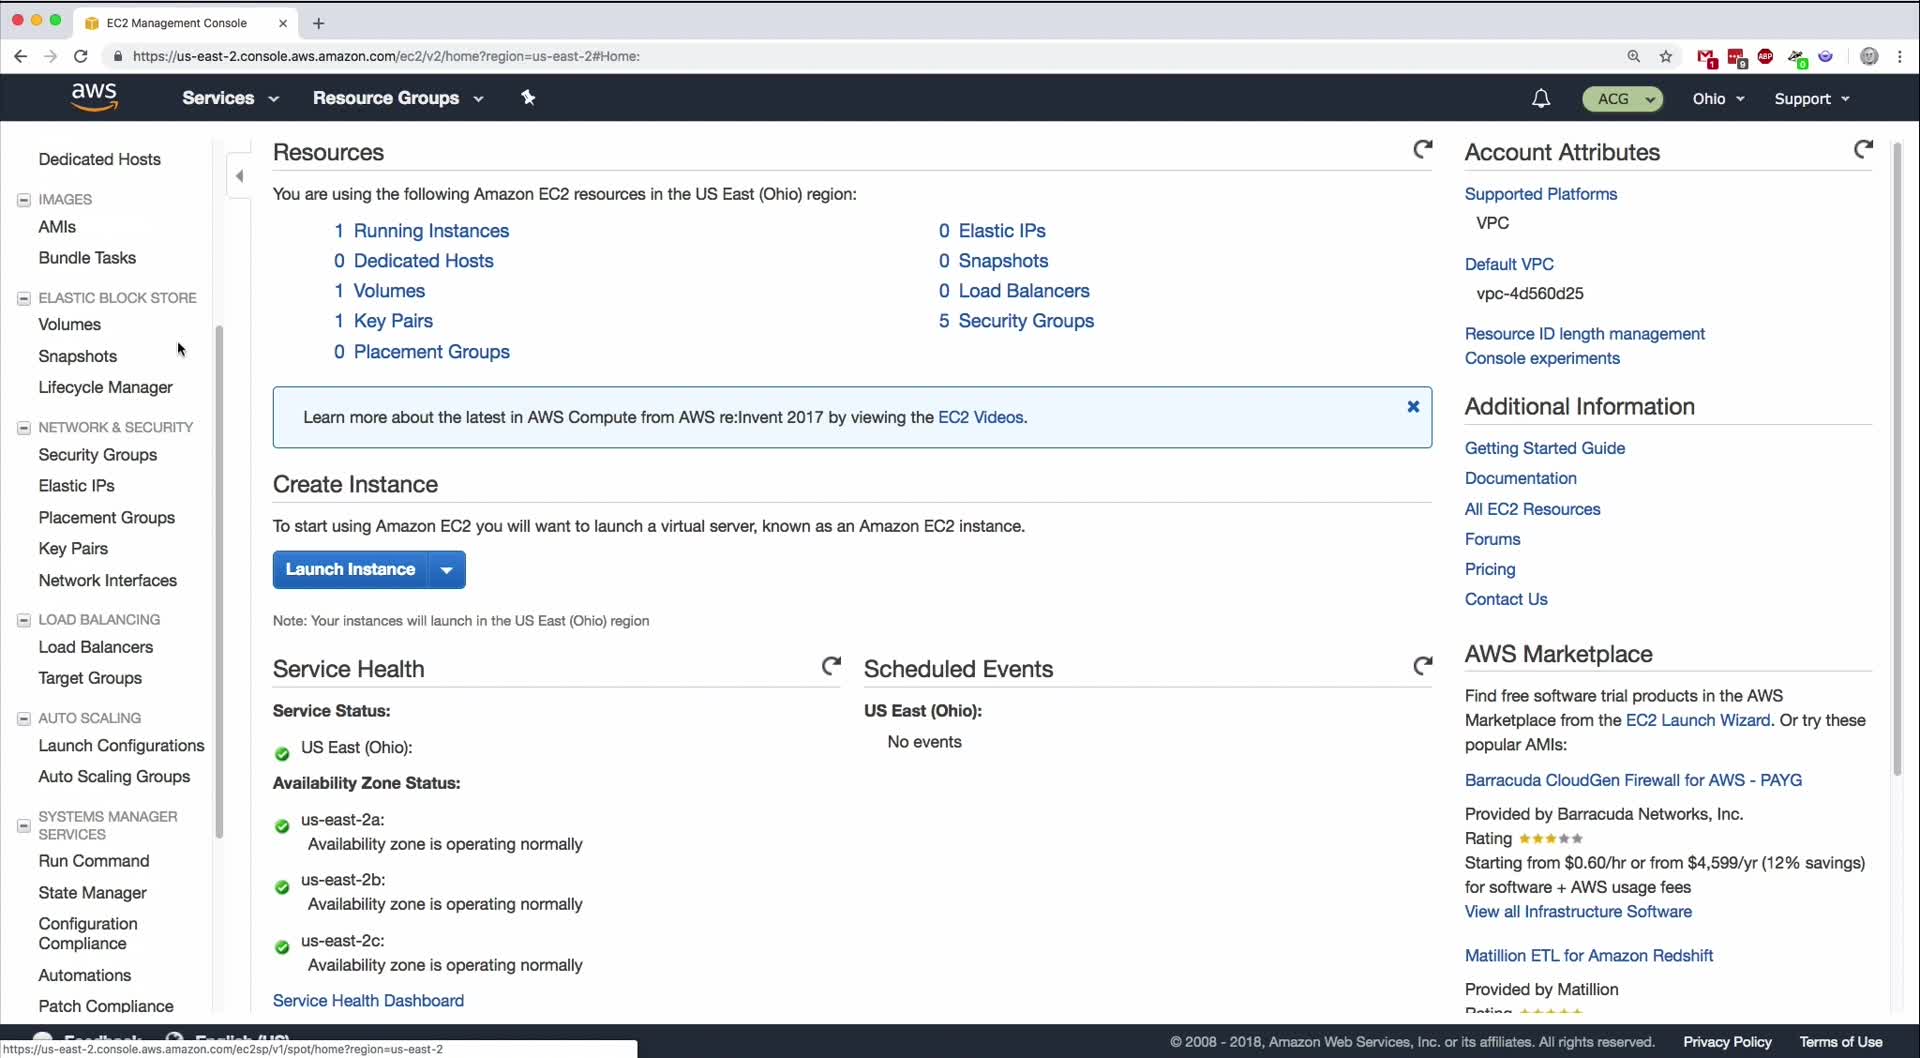 EC2 Management Console
https://us-east-2.console.aws.amazon.com/ec2/v2/home?region=us-east-2#Home:
1
9
ABP
0
aws
Services
Resource Groups
ACG
Ohio
Support
Dedicated Hosts
IMAGES
AMIs
Bundle Tasks
ELASTIC BLOCK STORE
Volumes
Snapshots
Lifecycle Manager
NETWORK & SECURITY
Security Groups
Elastic IPs
Placement Groups
Key Pairs
Network Interfaces
LOAD BALANCING
Load Balancers
Target Groups
AUTO SCALING
Launch Configurations
Auto Scaling Groups
SYSTEMS MANAGER
SERVICES
Run Command
State Manager
Configuration
Compliance
Automations
Patch Compliance
Resources
You are using the following Amazon EC2 resources in the US East (Ohio) region:
1 Running Instances
0 Dedicated Hosts
1 Volumes
1 Key Pairs
0 Placement Groups
0 Elastic IPs
0 Snapshots
0 Load Balancers
5 Security Groups
Learn more about the latest in AWS Compute from AWS re:Invent 2017 by viewing the EC2 Videos.
Create Instance
To start using Amazon EC2 you will want to launch a virtual server, known as an Amazon EC2 instance.
Launch Instance
Note: Your instances will launch in the US East (Ohio) region
Service Health
Service Status:
US East (Ohio):
Availability Zone Status:
us-east-2a:
Availability zone is operating normally
us-east-2b:
Availability zone is operating normally
us-east-2c:
Availability zone is operating normally
Service Health Dashboard
Scheduled Events
US East (Ohio):
No events
Account Attributes
Supported Platforms
VPC
Default VPC
vpc-4d560d25
Resource ID length management
Console experiments
Additional Information
Getting Started Guide
Documentation
All EC2 Resources
Forums
Pricing
Contact Us
AWS Marketplace
Find free software trial products in the AWS
Marketplace from the EC2 Launch Wizard. Or try these
popular AMIs:
Barracuda CloudGen Firewall for AWS - PAYG
Provided by Barracuda Networks, Inc.
Rating
Starting from $0.60/hr or from $4,599/yr (12% savings)
for software + AWS usage fees
View all Infrastructure Software
Matillion ETL for Amazon Redshift
Provided by Matillion
Rating
Feedback
English (US)
https://us-east-2.console.aws.amazon.com/ec2sp/v1/spot/home?region=us-east-2
© 2008 - 2018, Amazon Web Services, Inc. or its affiliates. All rights reserved.
Privacy Policy
Terms of Use